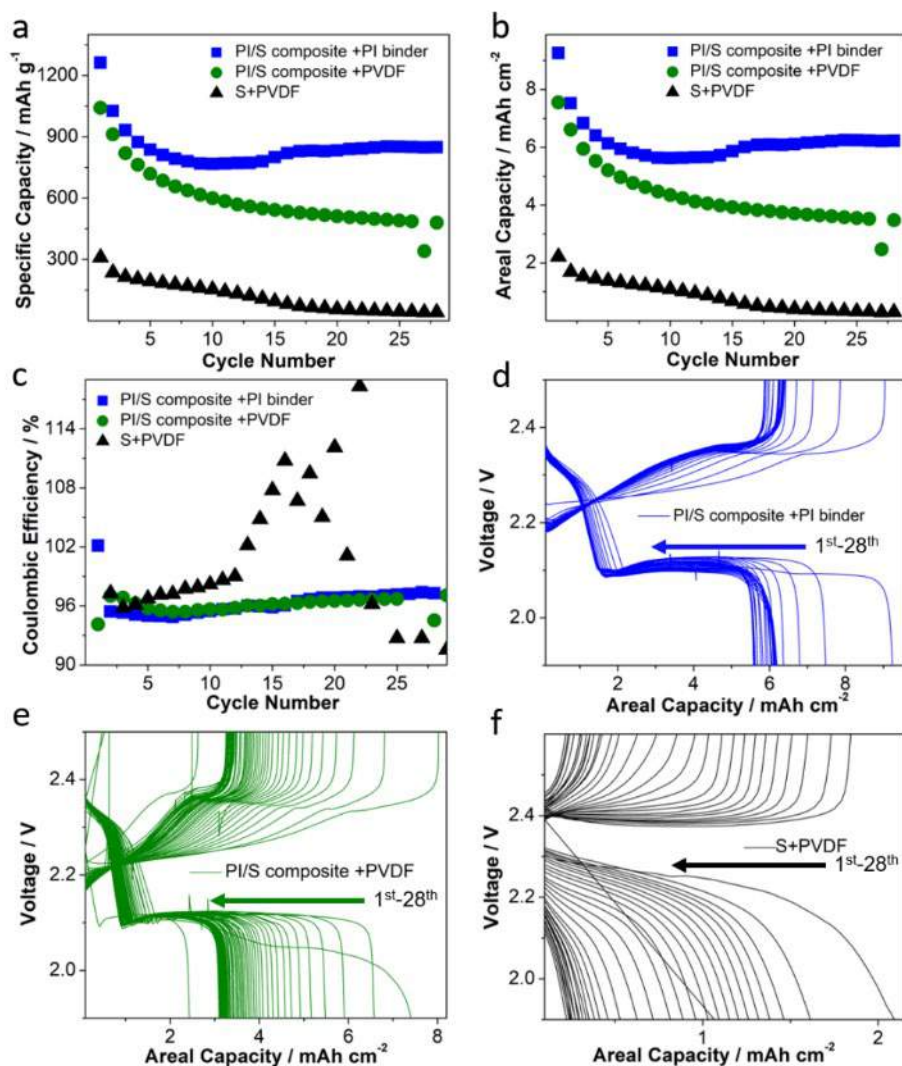 a
1200
900
600
300
Specific Capacity / mAh g⁻¹
PI/S composite +PI binder
PI/S composite +PVDF
S+PVDF
5 10 15 20 25
Cycle Number
b
8
6
4
2
Areal Capacity / mAh cm⁻²
PI/S composite +PI binder
PI/S composite +PVDF
S+PVDF
5 10 15 20 25
Cycle Number
c
114
108
102
96
90
Coulombic Efficiency / %
PI/S composite +PI binder
PI/S composite +PVDF
S+PVDF
5 10 15 20 25
Cycle Number
d
2.4
2.2
2.0
Voltage / V
PI/S composite +PI binder
1ˢᵗ-28ᵗʰ
2 4 6 8
Areal Capacity / mAh cm⁻²
e
2.4
2.2
2.0
Voltage / V
PI/S composite +PVDF
1ˢᵗ-28ᵗʰ
2 4 6 8
Areal Capacity / mAh cm⁻²
f
2.4
2.2
2.0
Voltage / V
S+PVDF
1ˢᵗ-28ᵗʰ
1 2
Areal Capacity / mAh cm⁻²